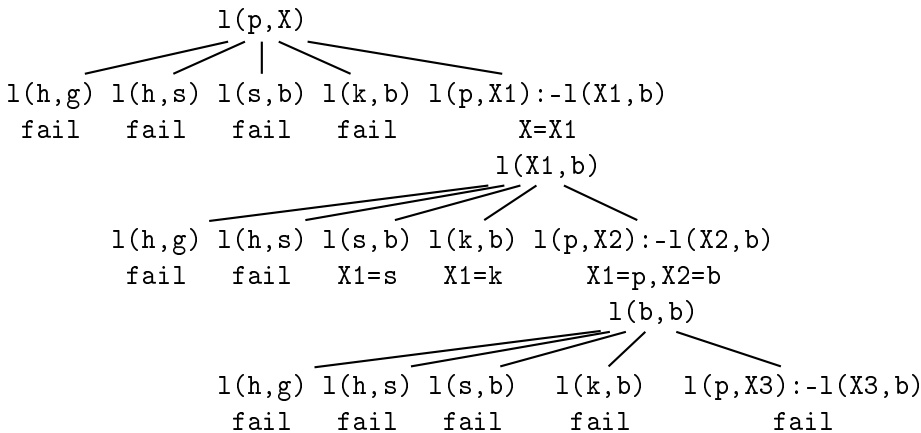 l(p,X)
l(h,g) l(h,s) l(s,b) l(k,b) l(p,X1):-l(X1,b)
fail fail fail fail X=X1
l(X1,b)
l(h,g) l(h,s) l(s,b) l(k,b) l(p,X2):-l(X2,b)
fail fail X1=s X1=k X1=p,X2=b
l(b,b)
l(h,g) l(h,s) l(s,b) l(k,b) l(p,X3):-l(X3,b)
fail fail fail fail fail